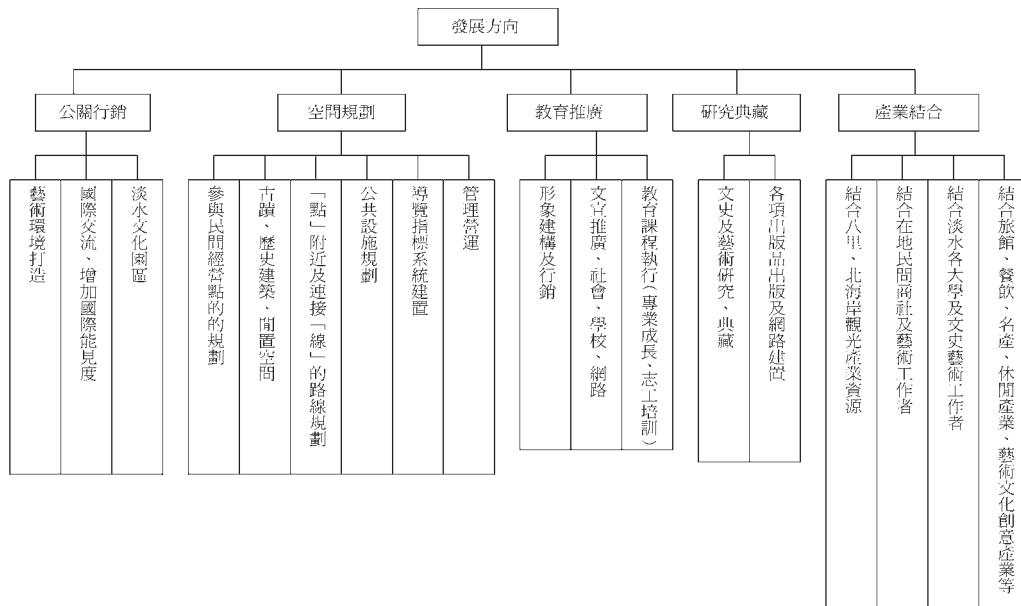 發展方向
公關行銷
空間規劃
教育推廣
研究典藏
產業結合
藝術環境打造
國際交流、增加國際能見度
淡水文化園區
參與民間經營點的的規劃
古蹟、歷史建築、閒置空間
「點」附近及連接「線」的路線規劃
公共設施規劃
導覽指標系統建置
管理營運
形象建構及行銷
文宣推廣、社會、學校、網路
教育課程執行(專業成長、志工培訓)
文史及藝術研究、典藏
各項出版品出版及網路建置
結合八里、北海岸觀光產業資源
結合在地民間商社及藝術工作者
結合淡水各大學及文史藝術工作者
結合旅館、餐飲、名產、休閒產業、藝術文化創意產業等